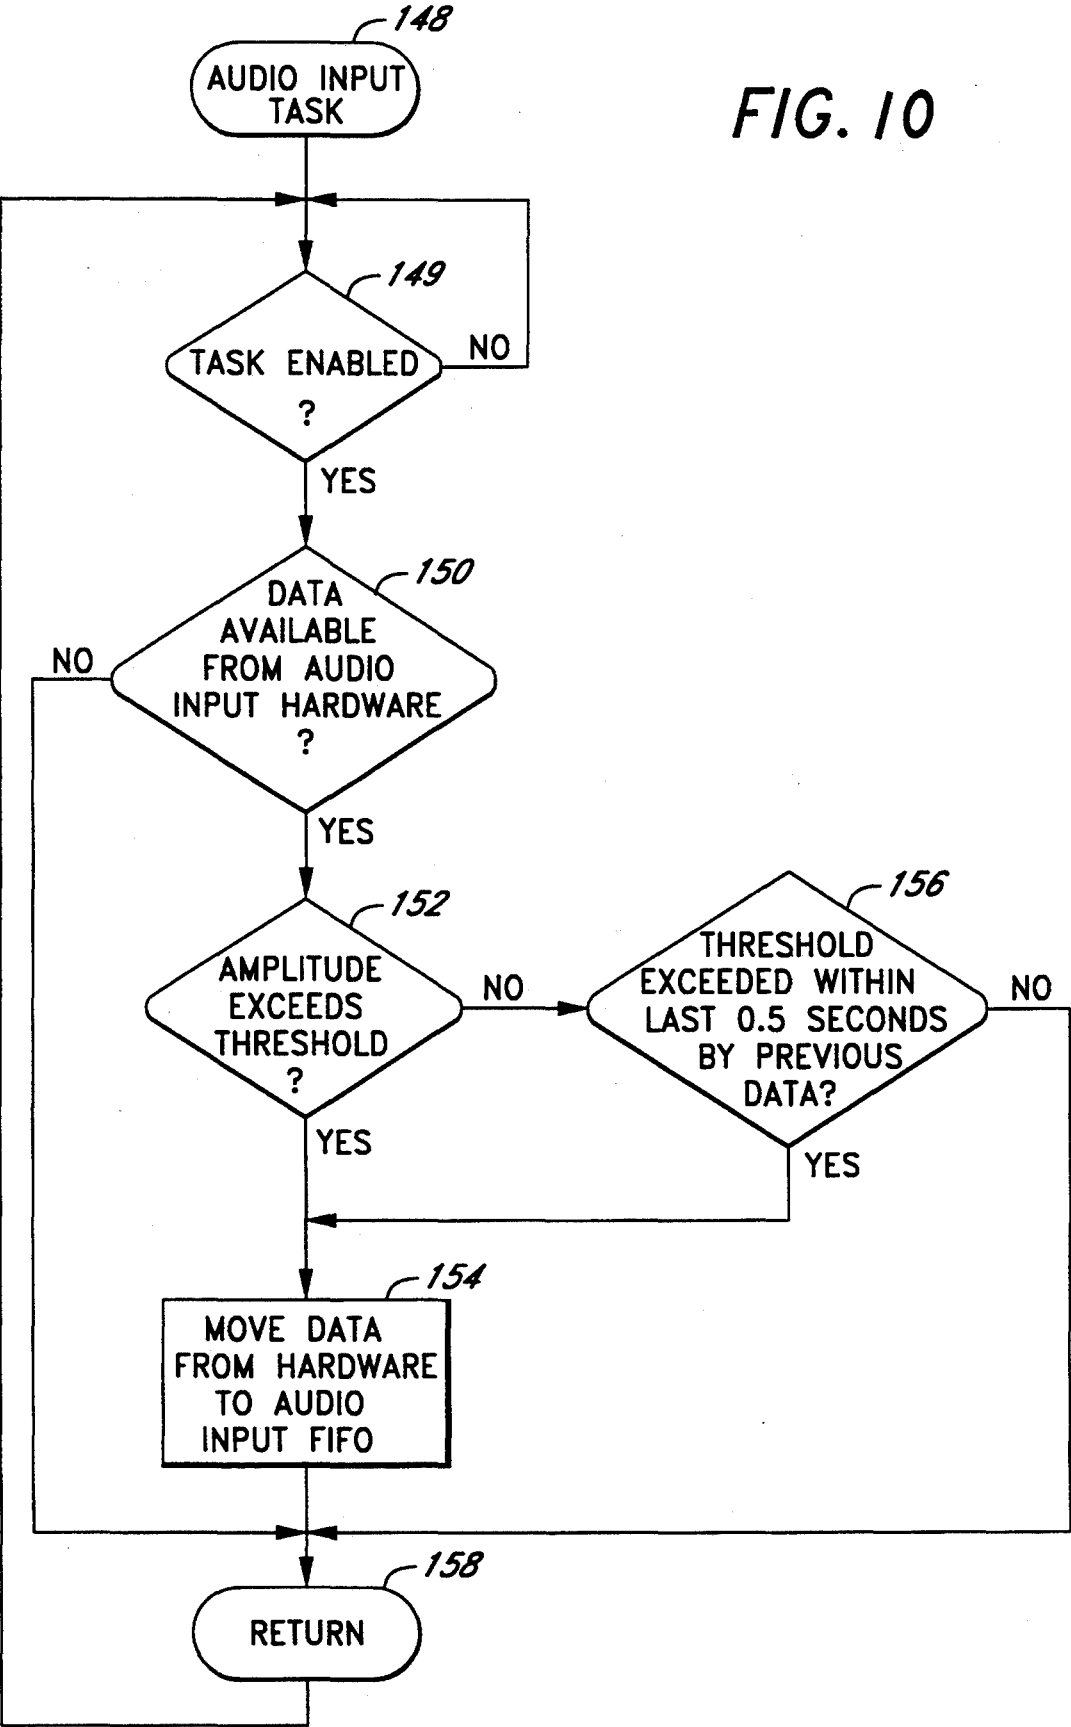 148
AUDIO INPUT
TASK
FIG. 10
149
TASK ENABLED
?
NO
YES
150
DATA
AVAILABLE
FROM AUDIO
INPUT HARDWARE
?
NO
YES
152
AMPLITUDE
EXCEEDS
THRESHOLD
?
NO
YES
156
THRESHOLD
EXCEEDED WITHIN
LAST 0.5 SECONDS
BY PREVIOUS
DATA?
NO
YES
154
MOVE DATA
FROM HARDWARE
TO AUDIO
INPUT FIFO
158
RETURN